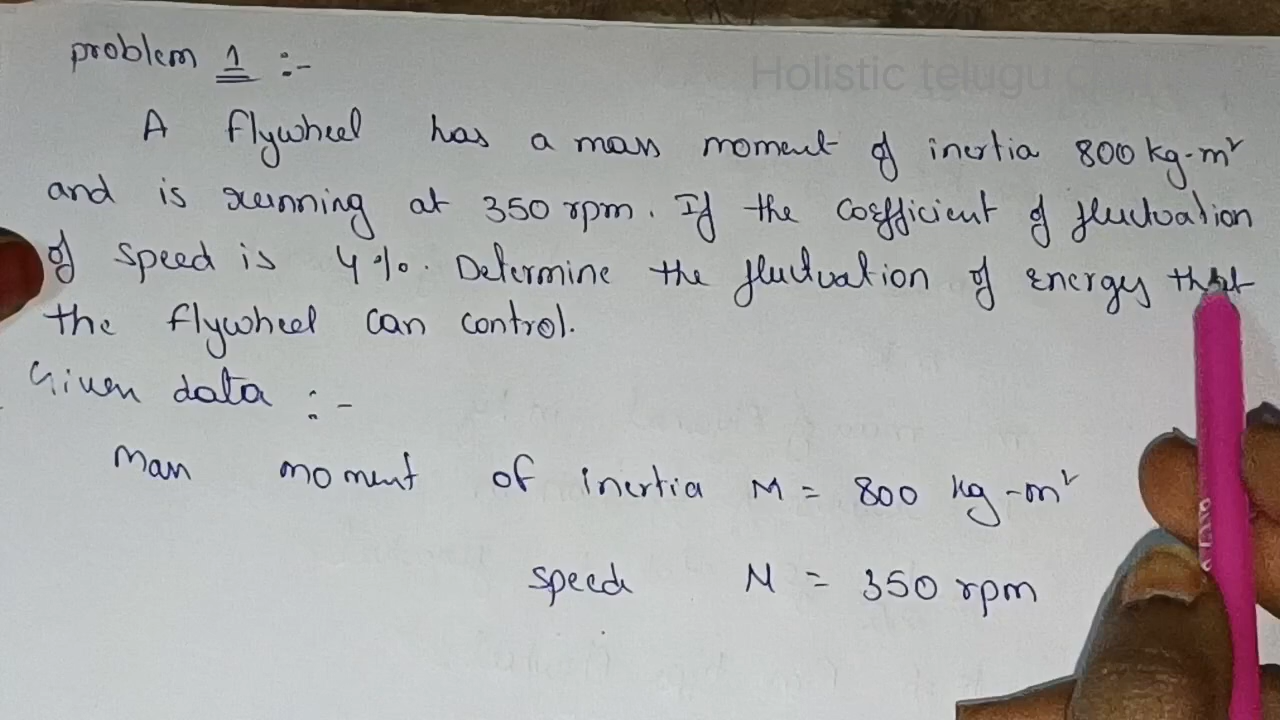 problem 1 :-
Holistic telugu
A flywheel has a mass moment of inertia 800 kg-m²
and is running at 350 rpm. If the coefficient of fluctuation
of speed is 4%. Determine the fluctuation of energy that
the flywheel can control.
Given data :-
Mass moment of inertia M = 800 kg-m²
speed N = 350 rpm